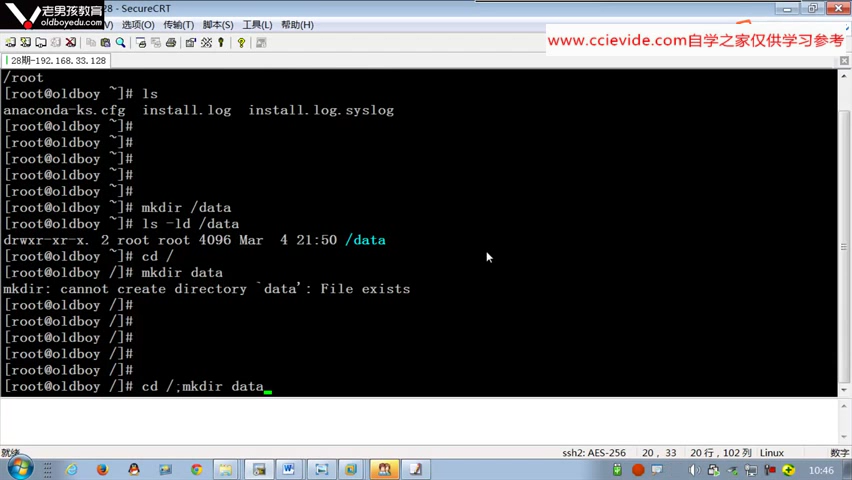 老男孩教育
oldboyedu.com
28 - SecureCRT
选项(O) 传输(T) 脚本(S) 工具(L) 帮助(H)
www.ccievide.com自学之家仅供学习参考
28期-192.168.33.128
/root
[root@oldboy ~]# ls
anaconda-ks.cfg  install.log  install.log.syslog
[root@oldboy ~]#
[root@oldboy ~]#
[root@oldboy ~]#
[root@oldboy ~]#
[root@oldboy ~]#
[root@oldboy ~]# mkdir /data
[root@oldboy ~]# ls -ld /data
drwxr-xr-x. 2 root root 4096 Mar  4 21:50 /data
[root@oldboy ~]# cd /
[root@oldboy /]# mkdir data
mkdir: cannot create directory `data': File exists
[root@oldboy /]#
[root@oldboy /]#
[root@oldboy /]#
[root@oldboy /]#
[root@oldboy /]#
[root@oldboy /]# cd /;mkdir data
就绪 ssh2: AES-256 20, 33 20 行, 102 列 Linux 数字
10:46